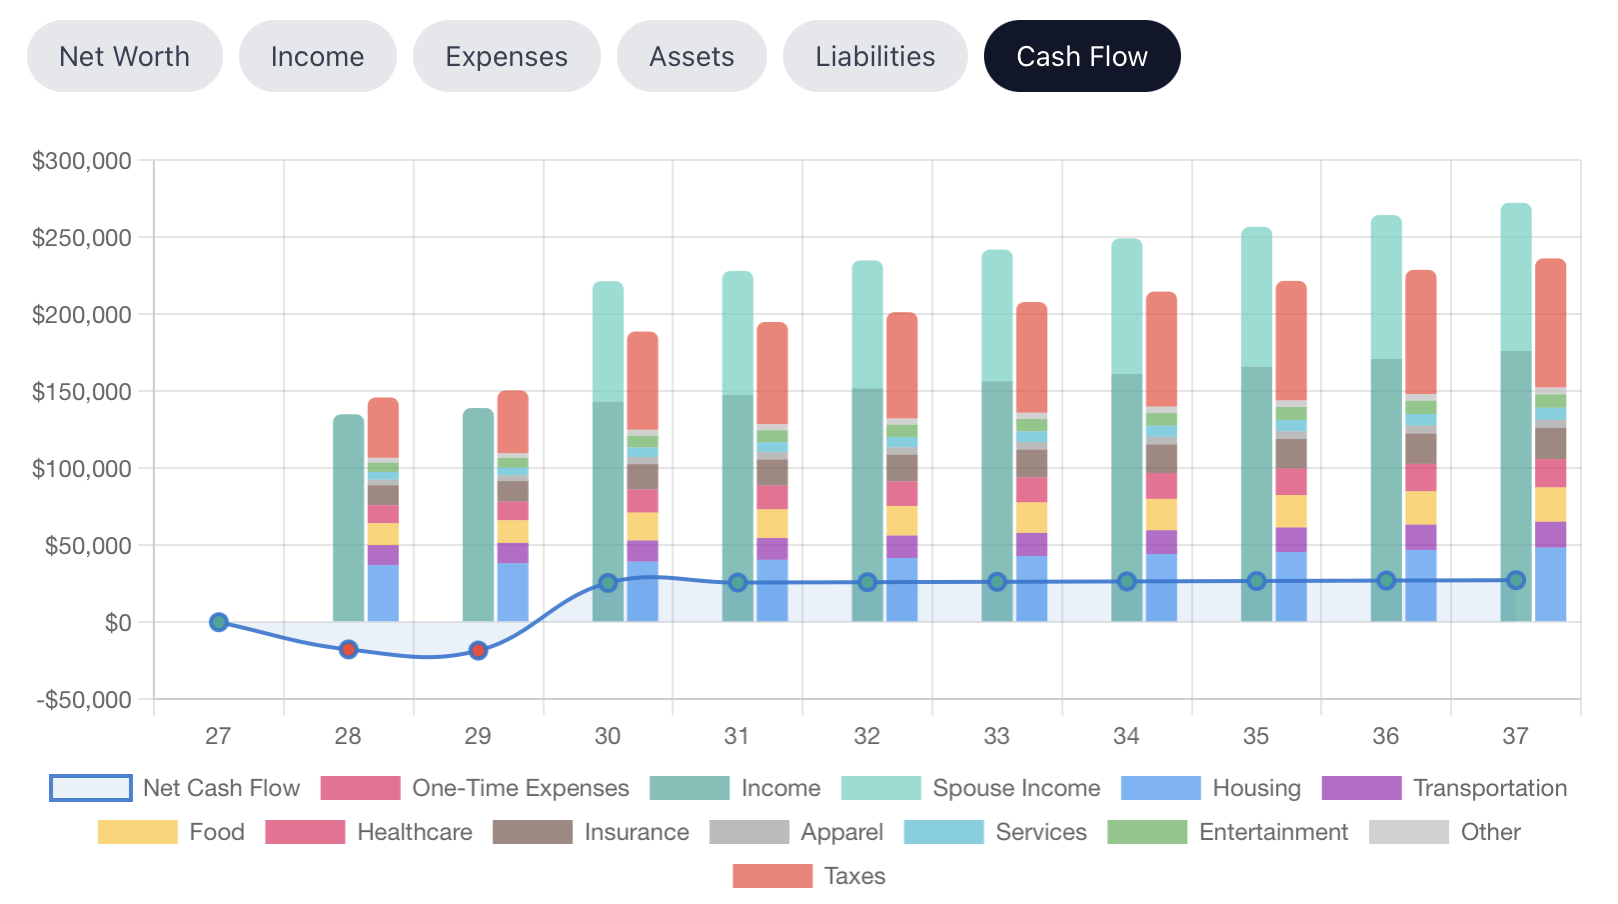 Net Worth Income Expenses Assets Liabilities Cash Flow
$300,000
$250,000
$200,000
$150,000
$100,000
$50,000
$0
-$50,000
27 28 29 30 31 32 33 34 35 36 37
Net Cash Flow One-Time Expenses Income Spouse Income Housing Transportation
Food Healthcare Insurance Apparel Services Entertainment Other
Taxes